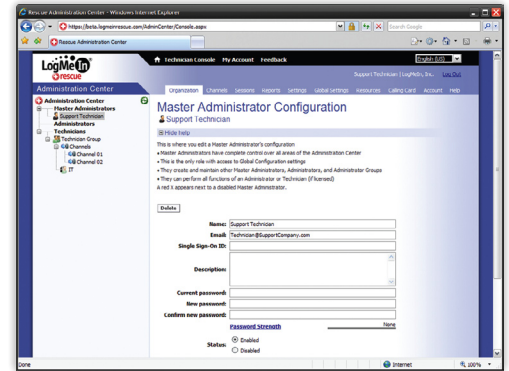 Rescue Administration Center - Windows Internet Explorer
https://beta.logmeinrescue.com/AdminCenter/Console.aspx
Search Google
Rescue Administration Center
LogMeIn
rescue
Technician Console My Account Feedback
English (US)
Support Technician | LogMeIn, Inc. Log Out
Administration Center
Organization Channels Sessions Reports Settings Global Settings Resources Calling Card Account Help
Administration Center
Master Administrators
Support Technician
Administrators
Technicians
Technician Group
Channels
Channel 01
Channel 02
IT
Master Administrator Configuration
Support Technician
Hide help
This is where you edit a Master Administrator's configuration
• Master Administrators have complete control over all areas of the Administration Center
• This is the only role with access to Global Configuration settings
• They create and maintain other Master Administrators, Administrators, and Administrator Groups
• They can perform all functions of an Administrator or Technician (if licensed)
A red X appears next to a disabled Master Administrator.
Delete
Name: Support Technician
Email: Technician@SupportCompany.com
Single Sign-On ID:
Description:
Current password:
New password:
Confirm new password:
Password Strength None
Status: Enabled
Disabled
Done
Internet
100%